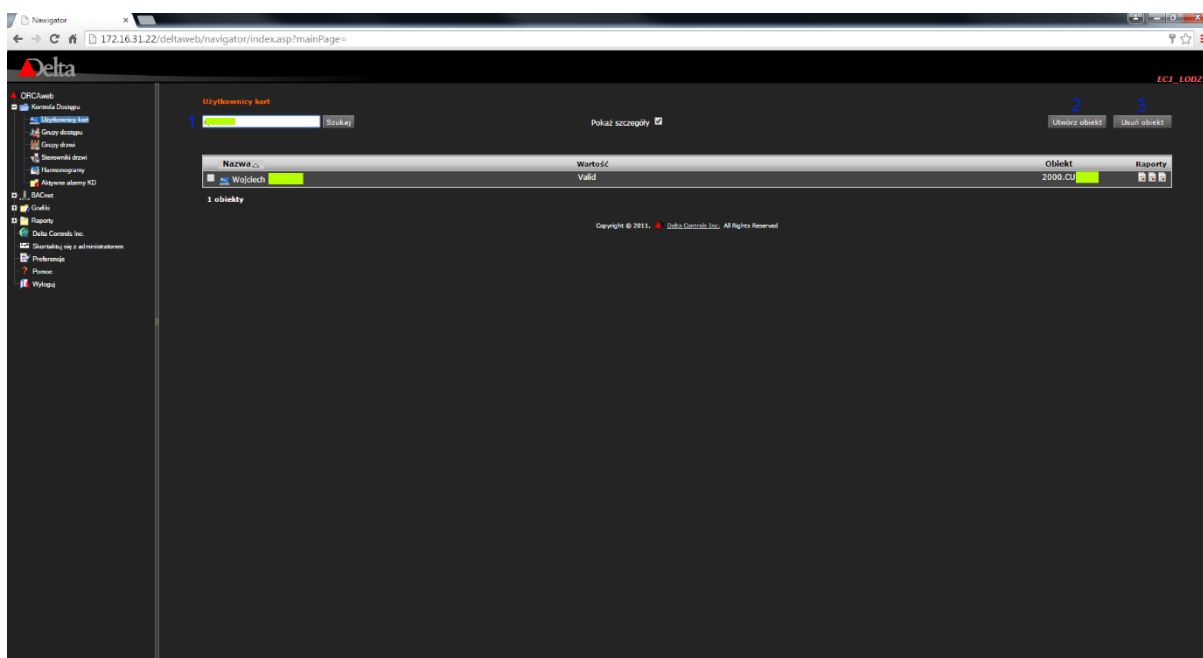 Nawigator
172.16.31.22/deltaweb/navigator/index.asp?mainPage=
Delta
EC1_LODZ
ORCAweb
Kontrola Dostępu
Użytkownicy kart
Grupy dostępu
Grupy drzwi
Sterowniki drzwi
Harmonogramy
Aktywne alarmy KD
BACnet
Grafiki
Raporty
Delta Controls Inc.
Skontaktuj się z administratorem
Preferencje
Pomoc
Wyloguj
Użytkownicy kart
1 Szukaj Pokaż szczegóły 2 3
Utwórz obiekt Usuń obiekt
Nazwa Wartość Obiekt Raporty
Wojciech Valid 2000.CU
1 obiekty
Copyright © 2011, Delta Controls Inc. All Rights Reserved